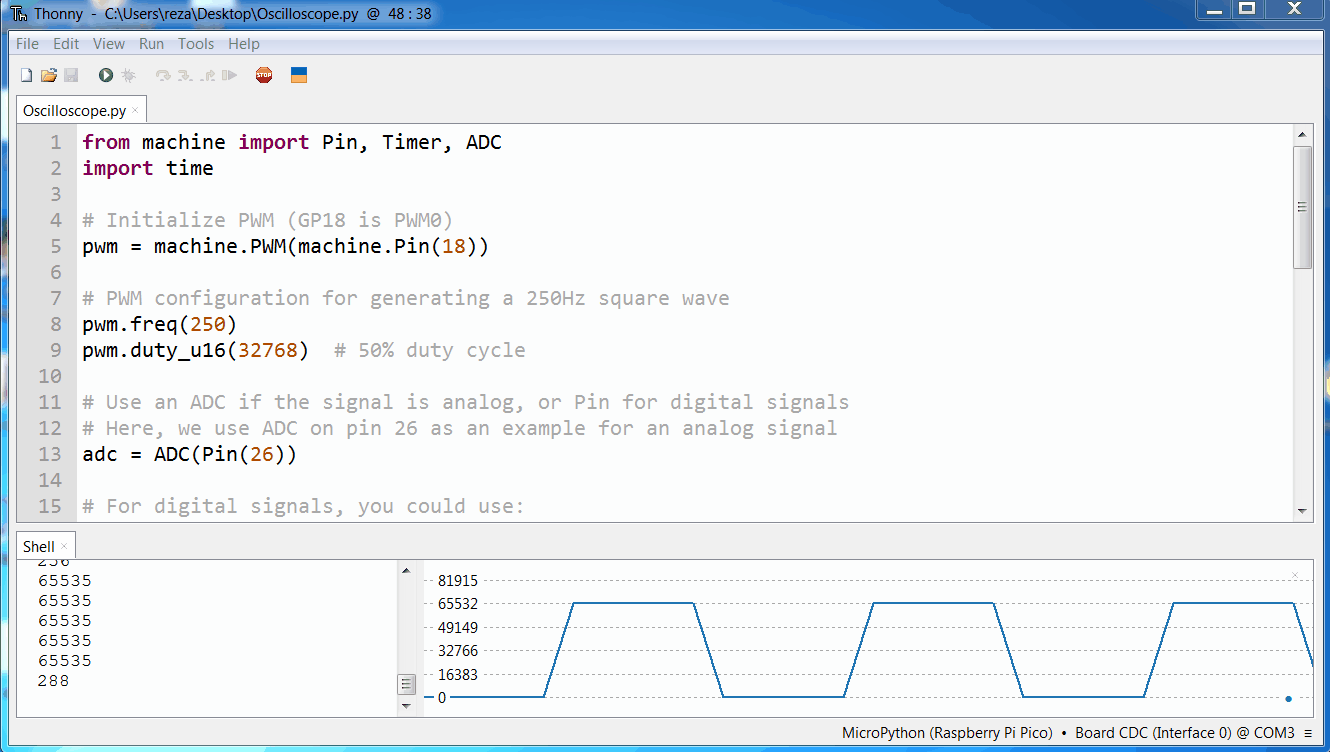 Thonny - C:\Users\reza\Desktop\Oscilloscope.py @ 48 : 38
File Edit View Run Tools Help
STOP
Oscilloscope.py
1 from machine import Pin, Timer, ADC
2 import time
3
4 # Initialize PWM (GP18 is PWM0)
5 pwm = machine.PWM(machine.Pin(18))
6
7 # PWM configuration for generating a 250Hz square wave
8 pwm.freq(250)
9 pwm.duty_u16(32768)  # 50% duty cycle
10
11 # Use an ADC if the signal is analog, or Pin for digital signals
12 # Here, we use ADC on pin 26 as an example for an analog signal
13 adc = ADC(Pin(26))
14
15 # For digital signals, you could use:
Shell
256
65535
65535
65535
65535
65535
288
81915
65532
49149
32766
16383
0
MicroPython (Raspberry Pi Pico) • Board CDC (Interface 0) @ COM3 ≡